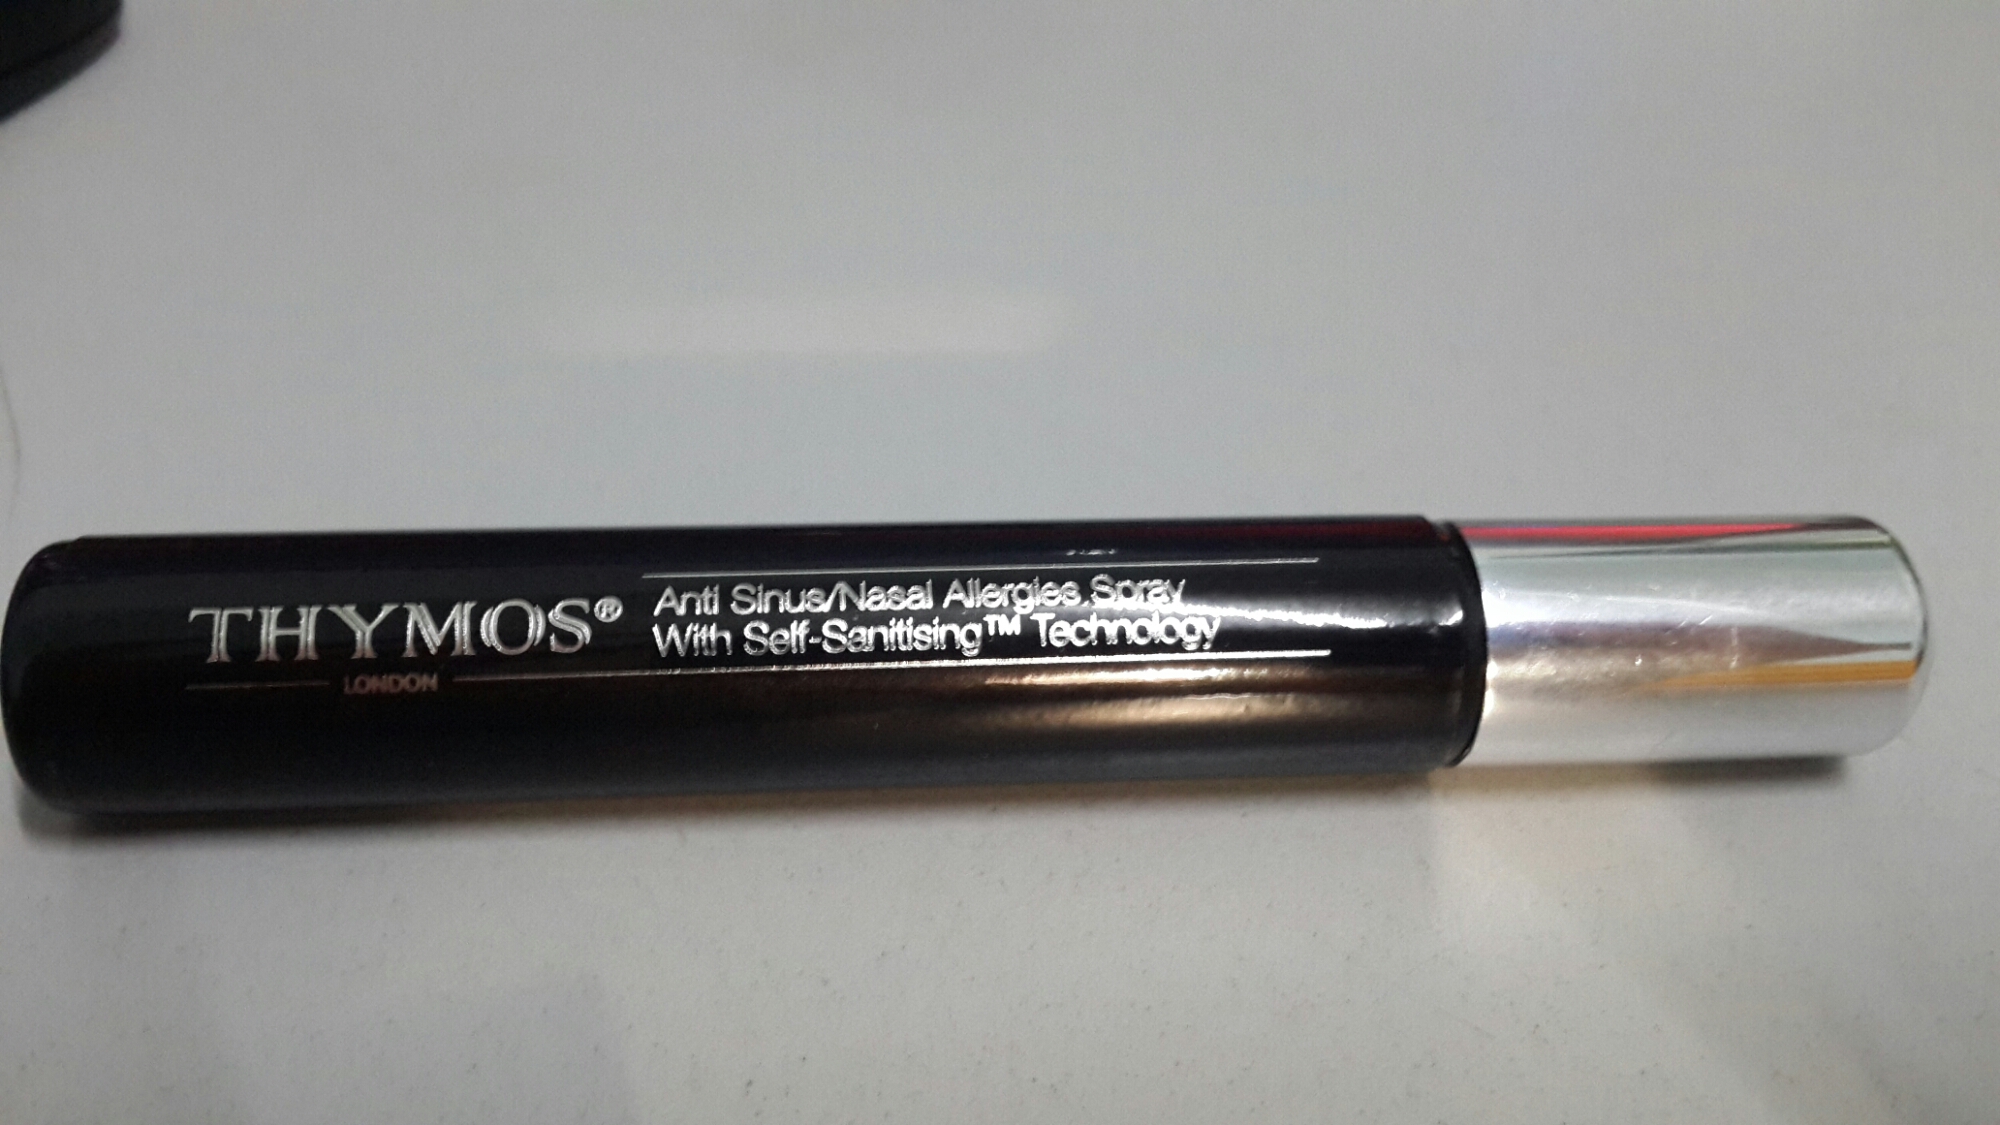 THYMOS®
LONDON
Anti Sinus/Nasal Allergies Spray
With Self-Sanitising™ Technology